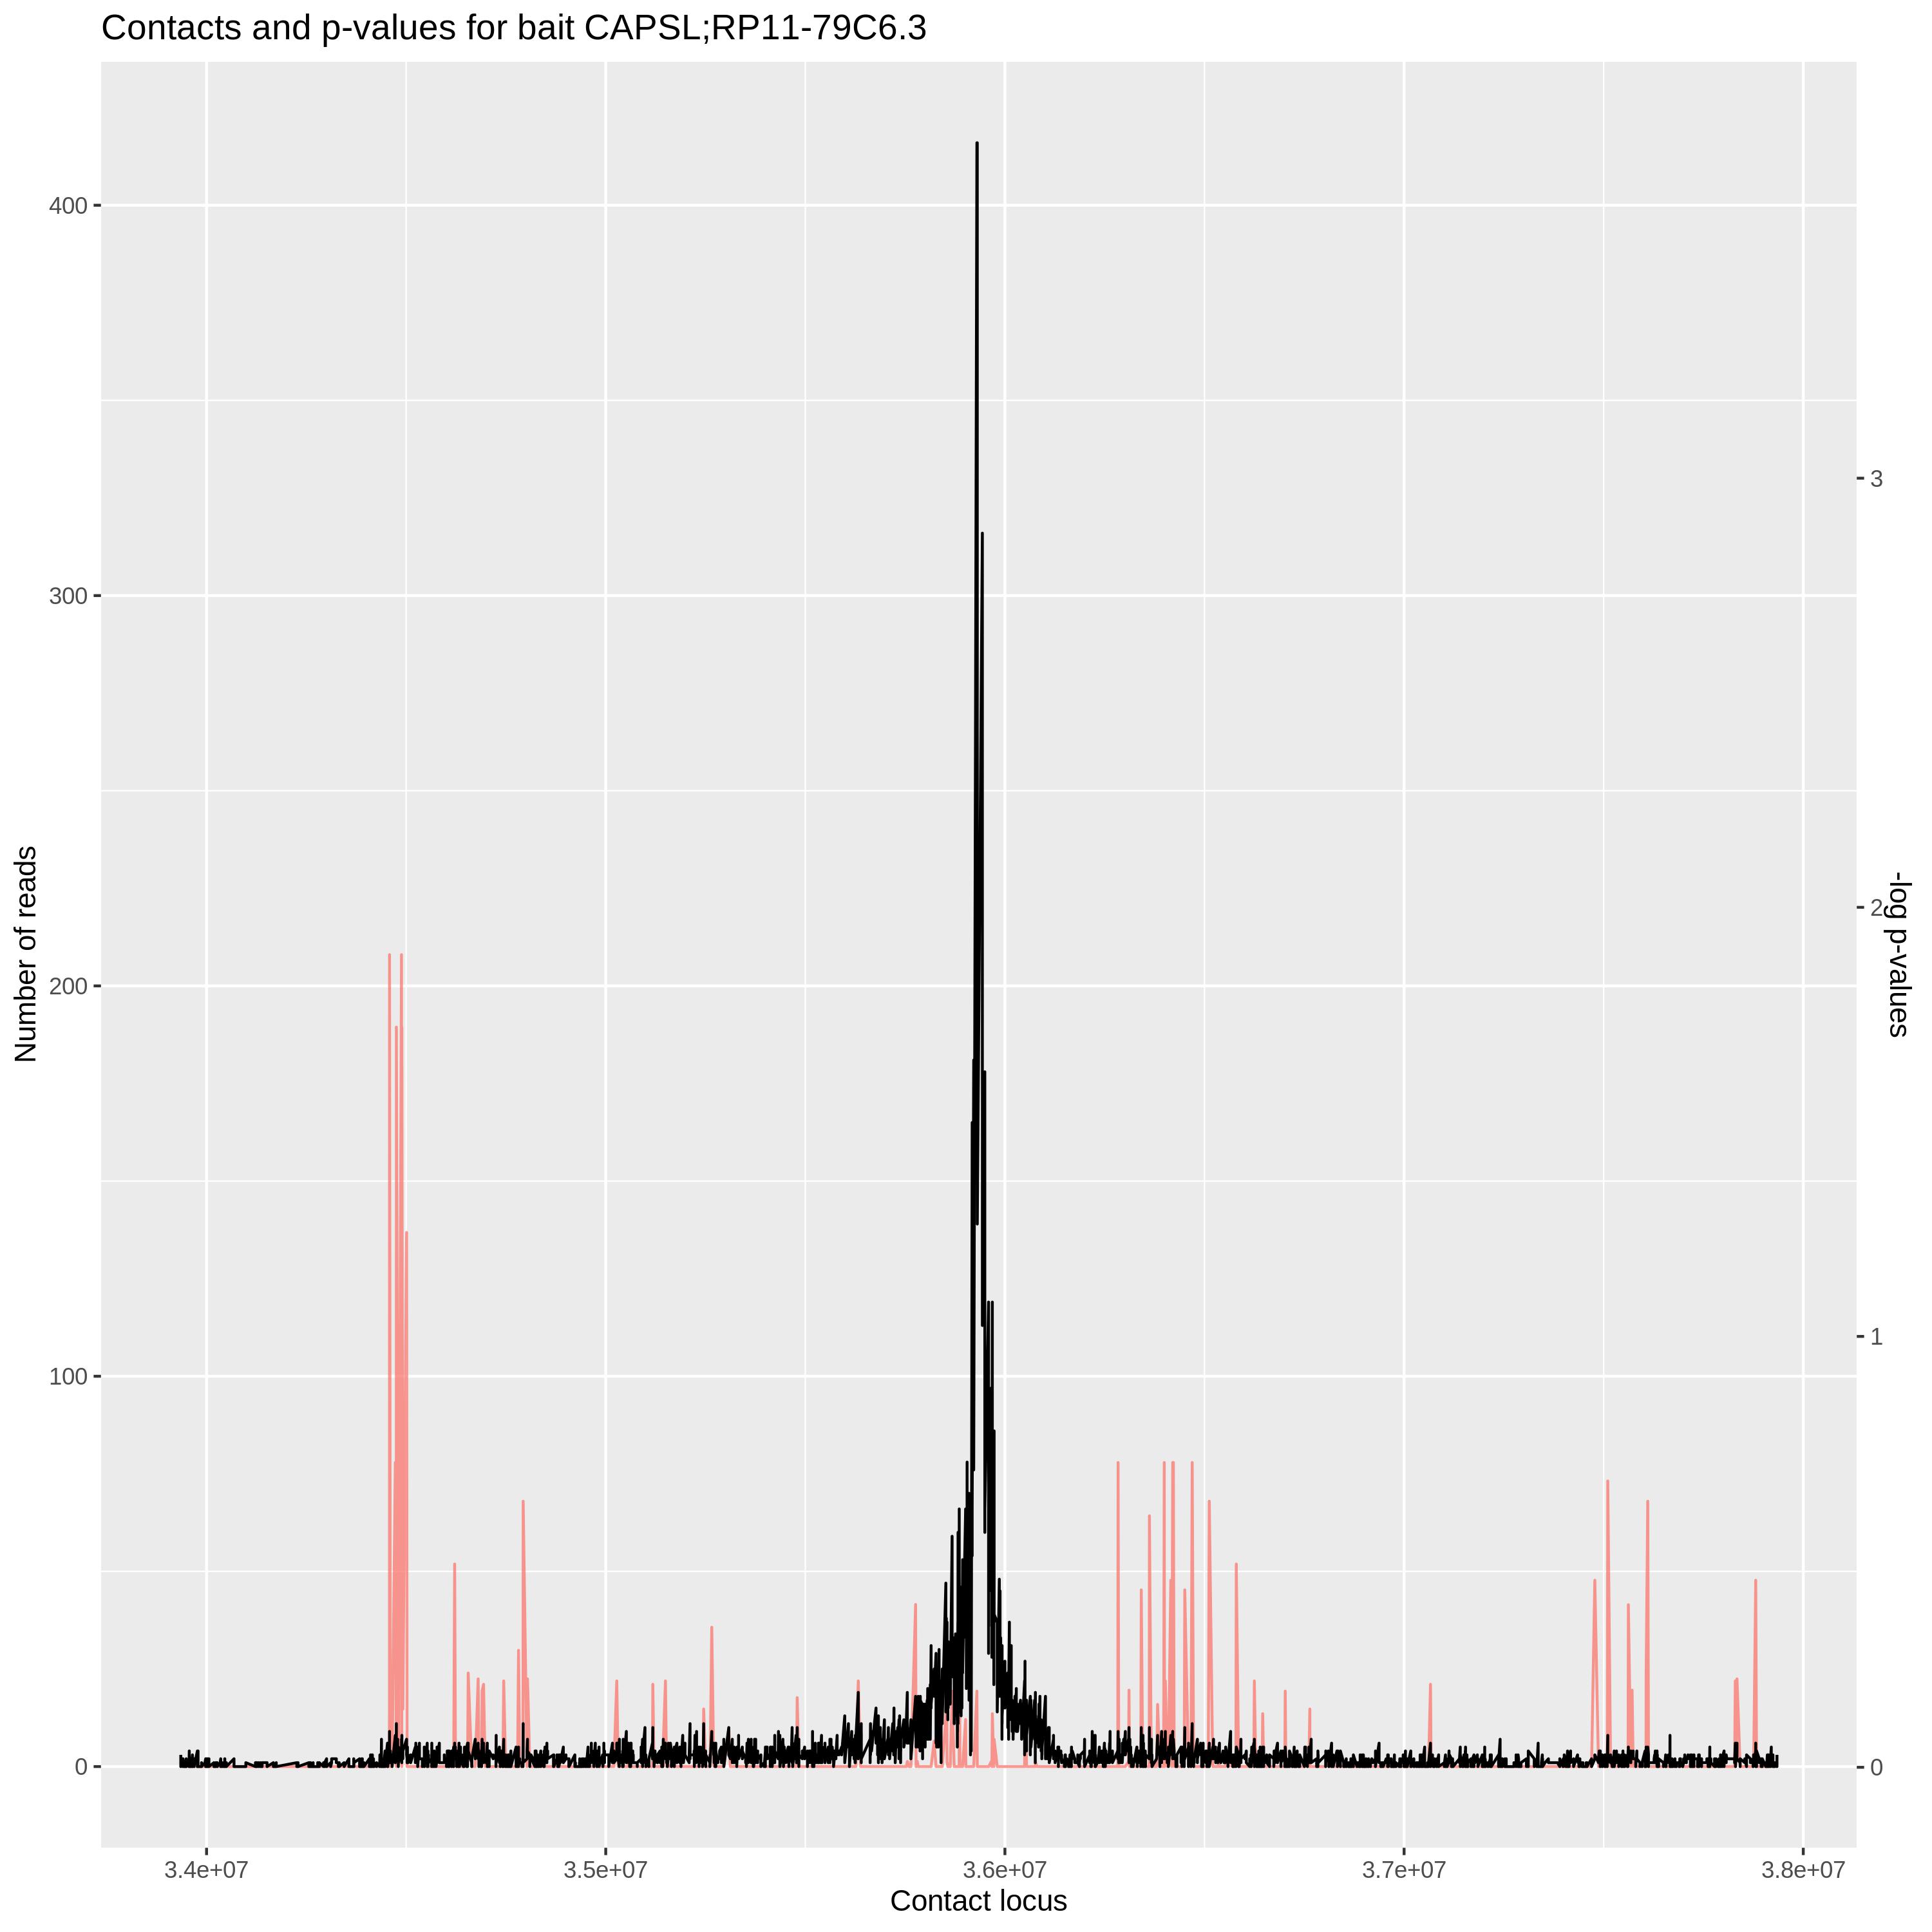 Contacts and p-values for bait CAPSL;RP11-79C6.3
400
300
200
100
0
Number of reads
3
2
1
0
-log p-values
3.4e+07
3.5e+07
3.6e+07
3.7e+07
3.8e+07
Contact locus